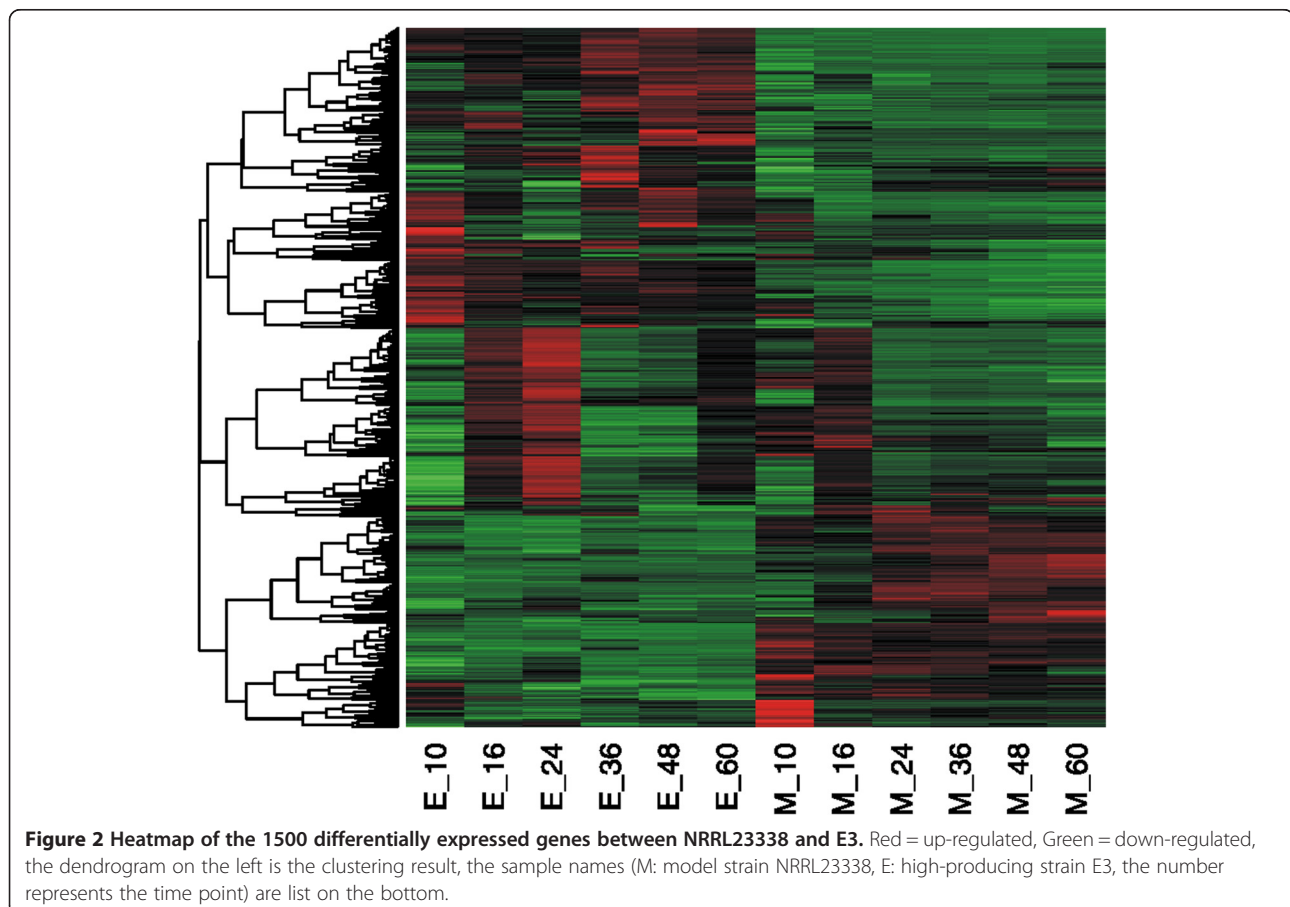 E_10
E_16
E_24
E_36
E_48
E_60
M_10
M_16
M_24
M_36
M_48
M_60
Figure 2 Heatmap of the 1500 differentially expressed genes between NRRL23338 and E3. Red = up-regulated, Green = down-regulated,
the dendrogram on the left is the clustering result, the sample names (M: model strain NRRL23338, E: high-producing strain E3, the number
represents the time point) are list on the bottom.